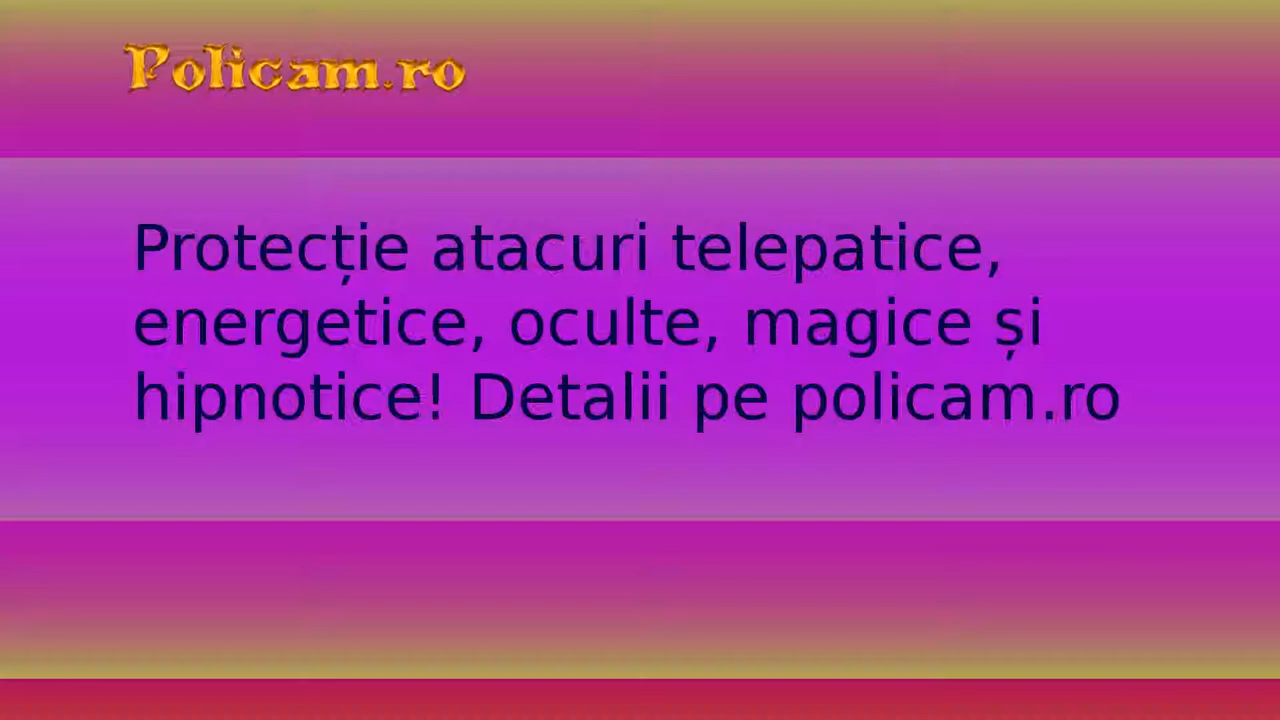 Policam.ro
Protecție atacuri telepatice,
energetice, oculte, magice și
hipnotice! Detalii pe policam.ro